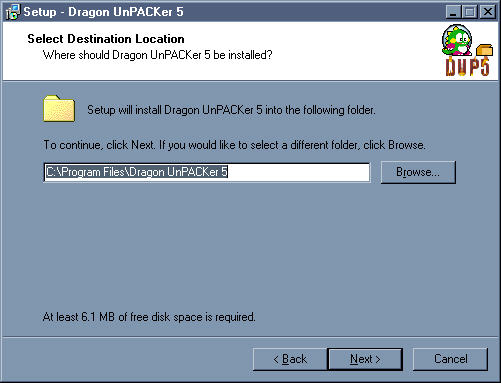 Setup - Dragon UnPACKer 5
Select Destination Location
Where should Dragon UnPACKer 5 be installed?
DUP5
Setup will install Dragon UnPACKer 5 into the following folder.
To continue, click Next. If you would like to select a different folder, click Browse.
C:\Program Files\Dragon UnPACKer 5
Browse...
At least 6.1 MB of free disk space is required.
< Back
Next >
Cancel